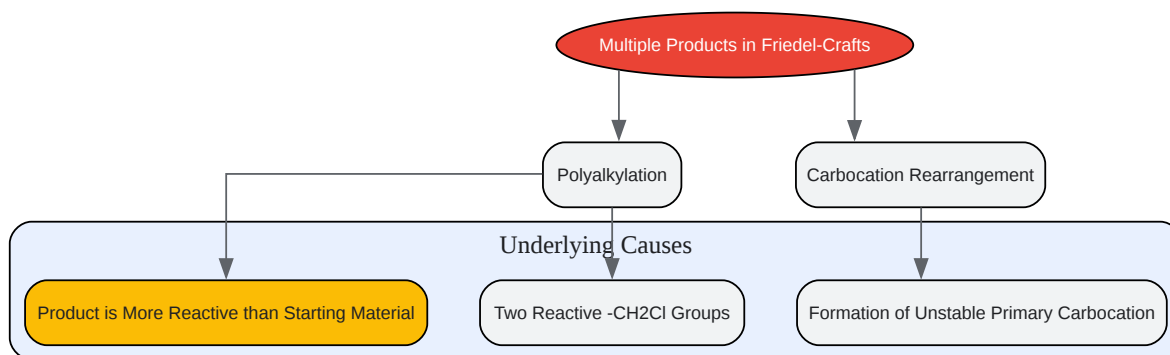 Multiple Products in Friedel-Crafts
Polyalkylation
Carbocation Rearrangement
Underlying Causes
Product is More Reactive than Starting Material
Two Reactive -CH2Cl Groups
Formation of Unstable Primary Carbocation